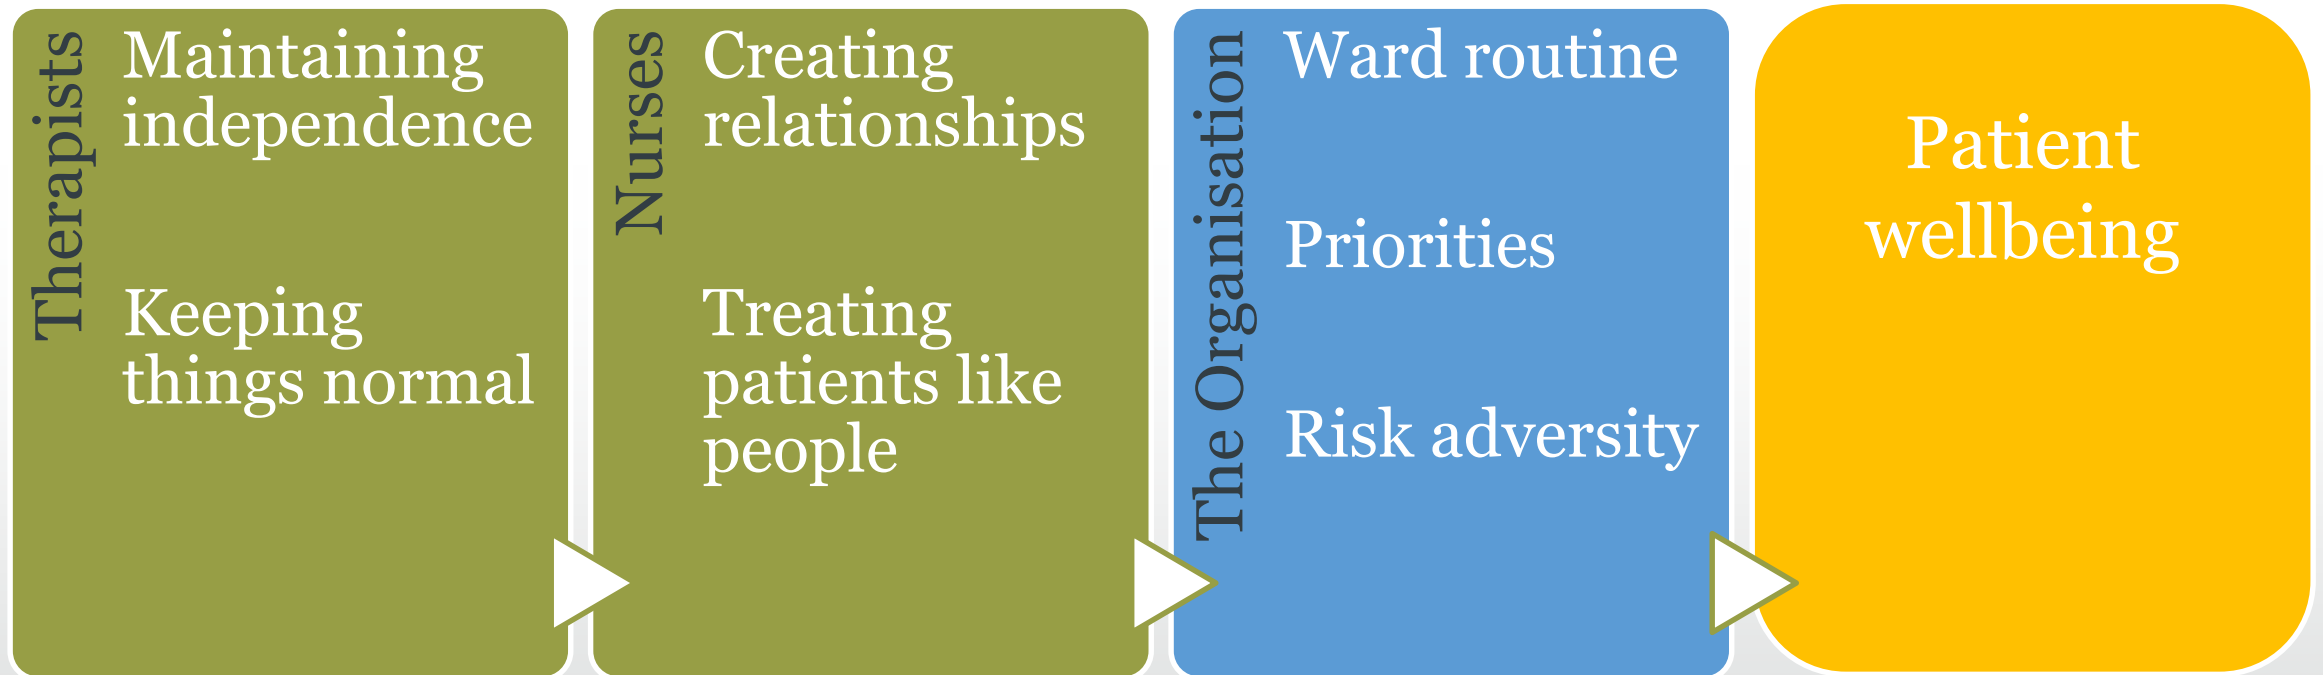 Therapists
Maintaining
independence
Keeping
things normal
Nurses
Creating
relationships
Treating
patients like
people
The Organisation
Ward routine
Priorities
Risk adversity
Patient
wellbeing